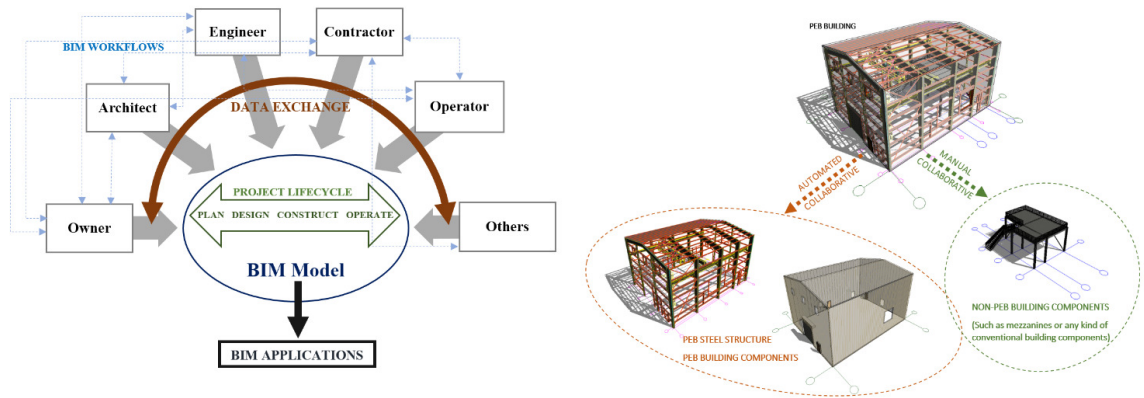 Engineer
Contractor
BIM WORKFLOWS
Architect
DATA EXCHANGE
Operator
PROJECT LIFECYCLE
PLAN DESIGN CONSTRUCT OPERATE
Owner
Others
BIM Model
BIM APPLICATIONS
PEB BUILDING
AUTOMATED
COLLABORATIVE
MANUAL
COLLABORATIVE
PEB STEEL STRUCTURE
PEB BUILDING COMPONENTS
NON-PEB BUILDING COMPONENTS
(Such as mezzanines or any kind of
conventional building components)